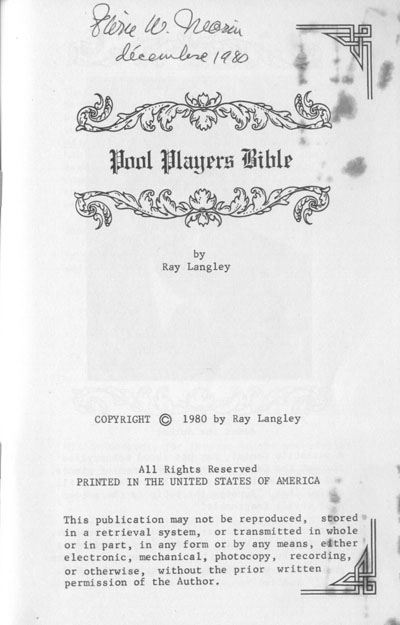 décembre 1980
Pool Players Bible
by
Ray Langley
COPYRIGHT © 1980 by Ray Langley
All Rights Reserved
PRINTED IN THE UNITED STATES OF AMERICA
This publication may not be reproduced, stored
in a retrieval system, or transmitted in whole
or in part, in any form or by any means, either
electronic, mechanical, photocopy, recording,
or otherwise, without the prior written
permission of the Author.